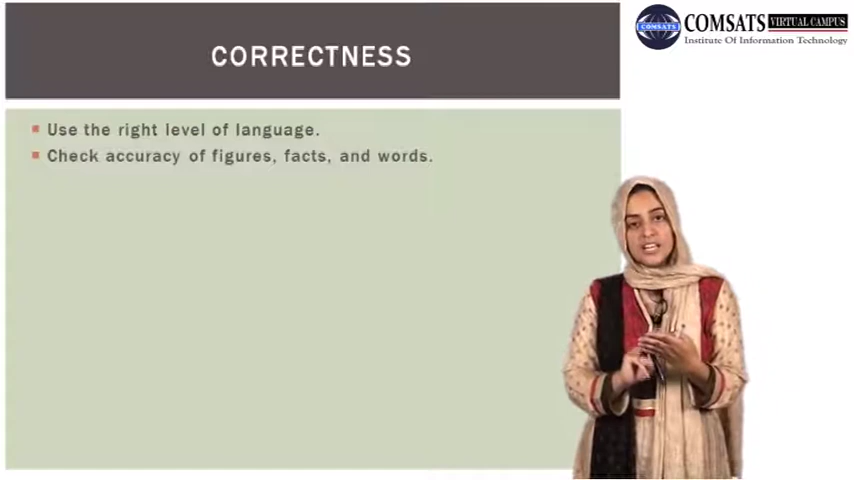 CORRECTNESS
COMSATS VIRTUAL CAMPUS
Institute Of Information Technology
COMSATS
Use the right level of language.
Check accuracy of figures, facts, and words.